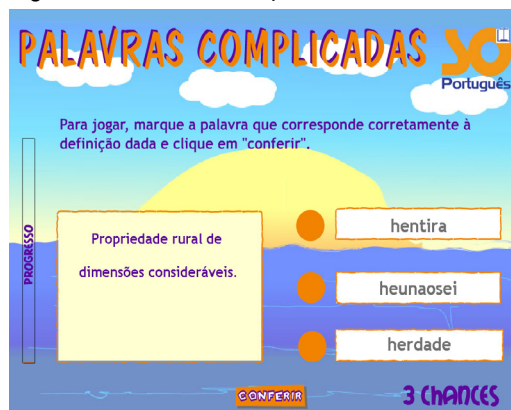 PALAVRAS COMPLICADAS
SO
Português
Para jogar, marque a palavra que corresponde corretamente à
definição dada e clique em "conferir".
PROGRESSO
Propriedade rural de
dimensões consideráveis.
hentira
heunaosei
herdade
CONFERIR
3 ChANCES